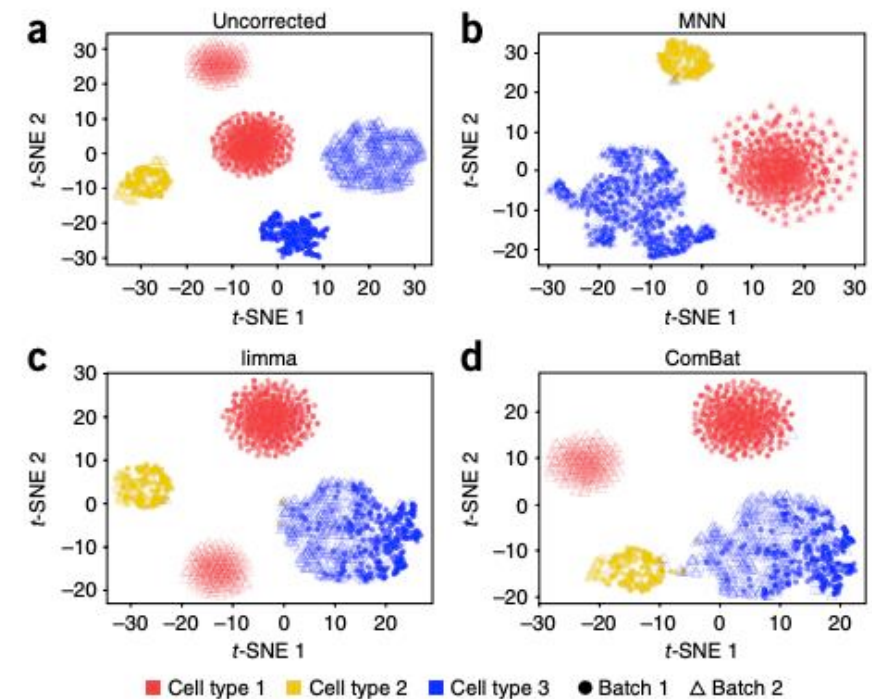 a
Uncorrected
30
20
10
0
−10
−20
−30
t-SNE 2
−30 −20 −10 0 10 20 30
t-SNE 1
b
MNN
30
20
10
0
−10
−20
t-SNE 2
−30 −20 −10 0 10 20 30
t-SNE 1
c
limma
30
20
10
0
−10
−20
t-SNE 2
−30 −20 −10 0 10 20
t-SNE 1
d
ComBat
20
10
0
−10
−20
t-SNE 2
−30 −20 −10 0 10 20
t-SNE 1
Cell type 1 Cell type 2 Cell type 3 Batch 1 Batch 2